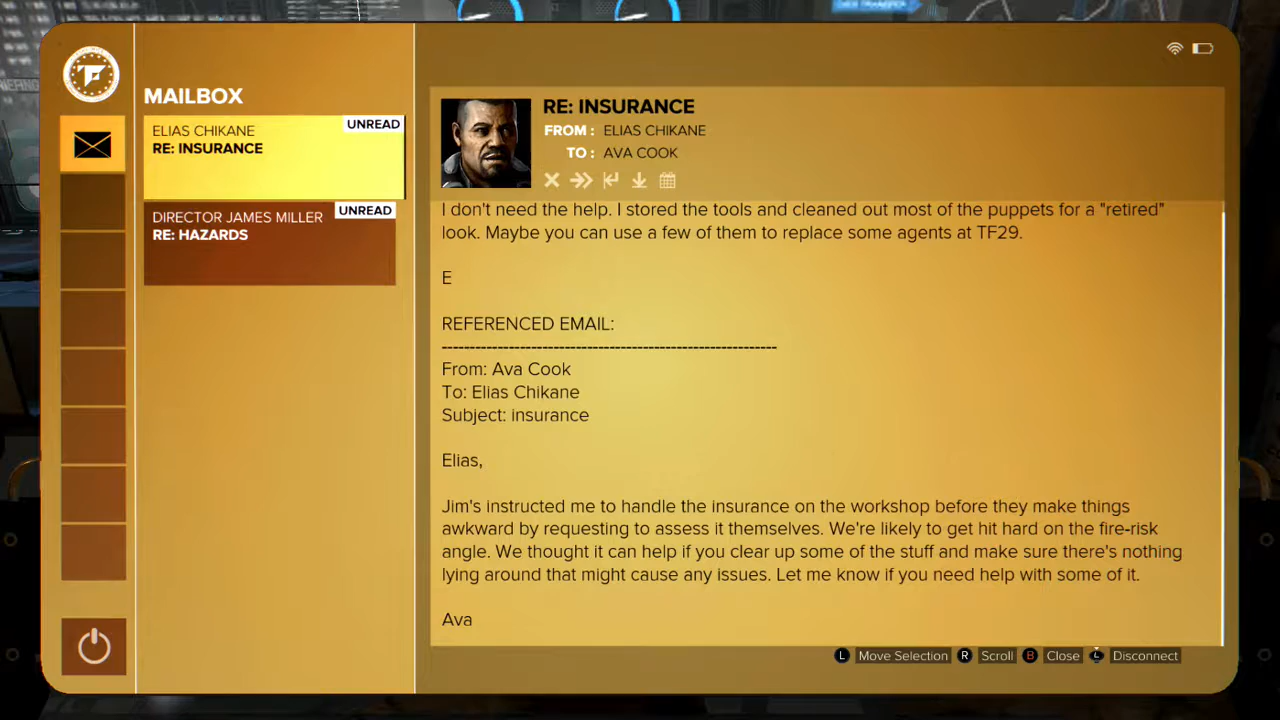 MAILBOX
ELIAS CHIKANE
UNREAD
RE: INSURANCE
DIRECTOR JAMES MILLER
UNREAD
RE: HAZARDS
RE: INSURANCE
FROM : ELIAS CHIKANE
TO : AVA COOK
I don't need the help. I stored the tools and cleaned out most of the puppets for a "retired"
look. Maybe you can use a few of them to replace some agents at TF29.
E
REFERENCED EMAIL:
------------------------------------------------------------
From: Ava Cook
To: Elias Chikane
Subject: insurance
Elias,
Jim's instructed me to handle the insurance on the workshop before they make things
awkward by requesting to assess it themselves. We're likely to get hit hard on the fire-risk
angle. We thought it can help if you clear up some of the stuff and make sure there's nothing
lying around that might cause any issues. Let me know if you need help with some of it.
Ava
L Move Selection R Scroll B Close L Disconnect